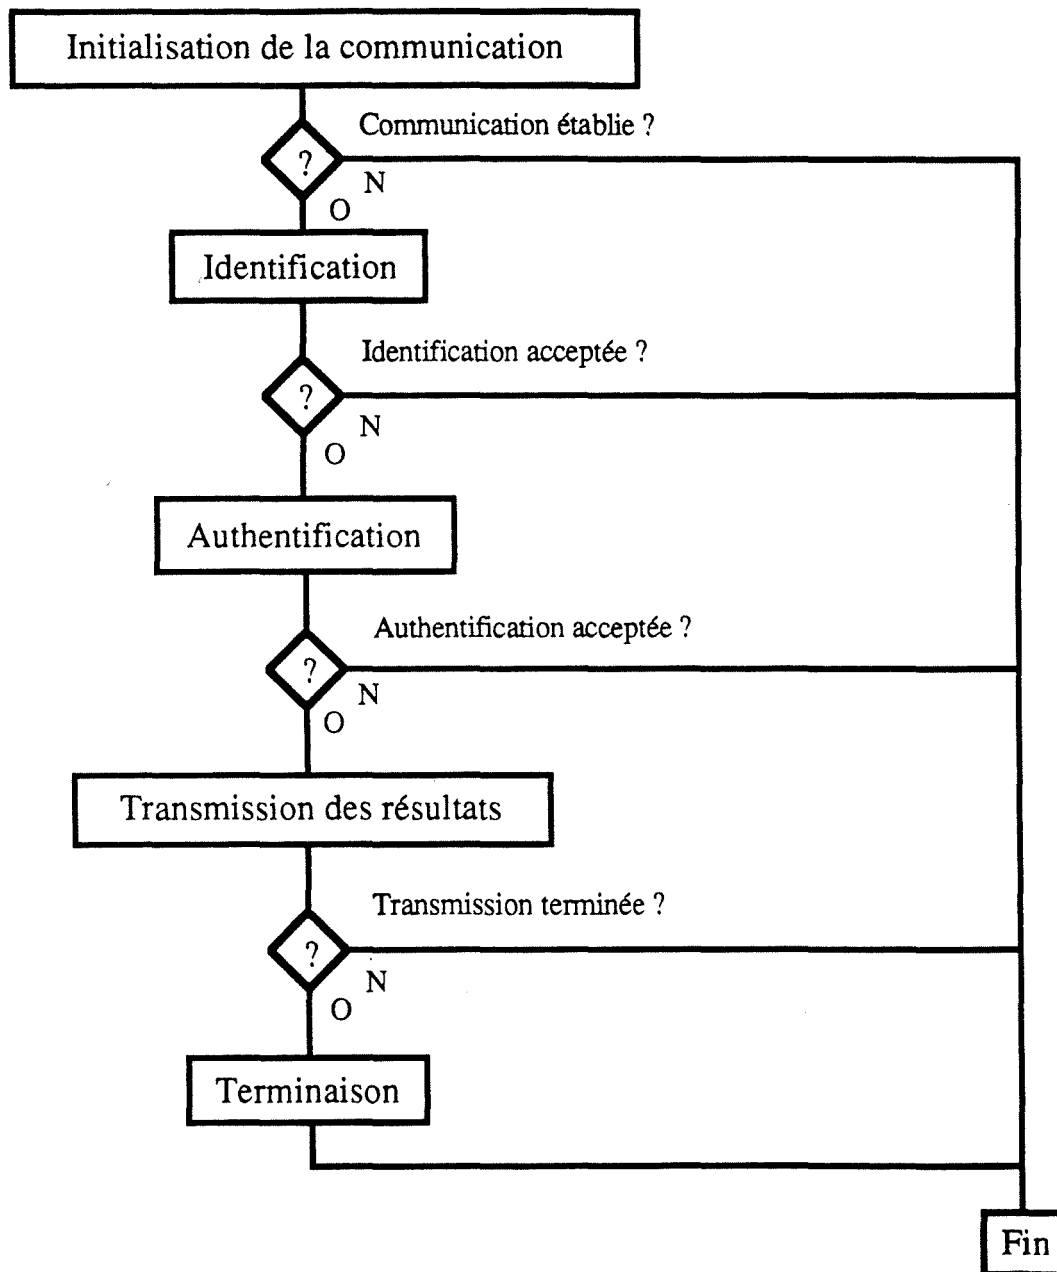 Initialisation de la communication
Communication établie ?
?
N
O
Identification
Identification acceptée ?
?
N
O
Authentification
Authentification acceptée ?
?
N
O
Transmission des résultats
Transmission terminée ?
?
N
O
Terminaison
Fin